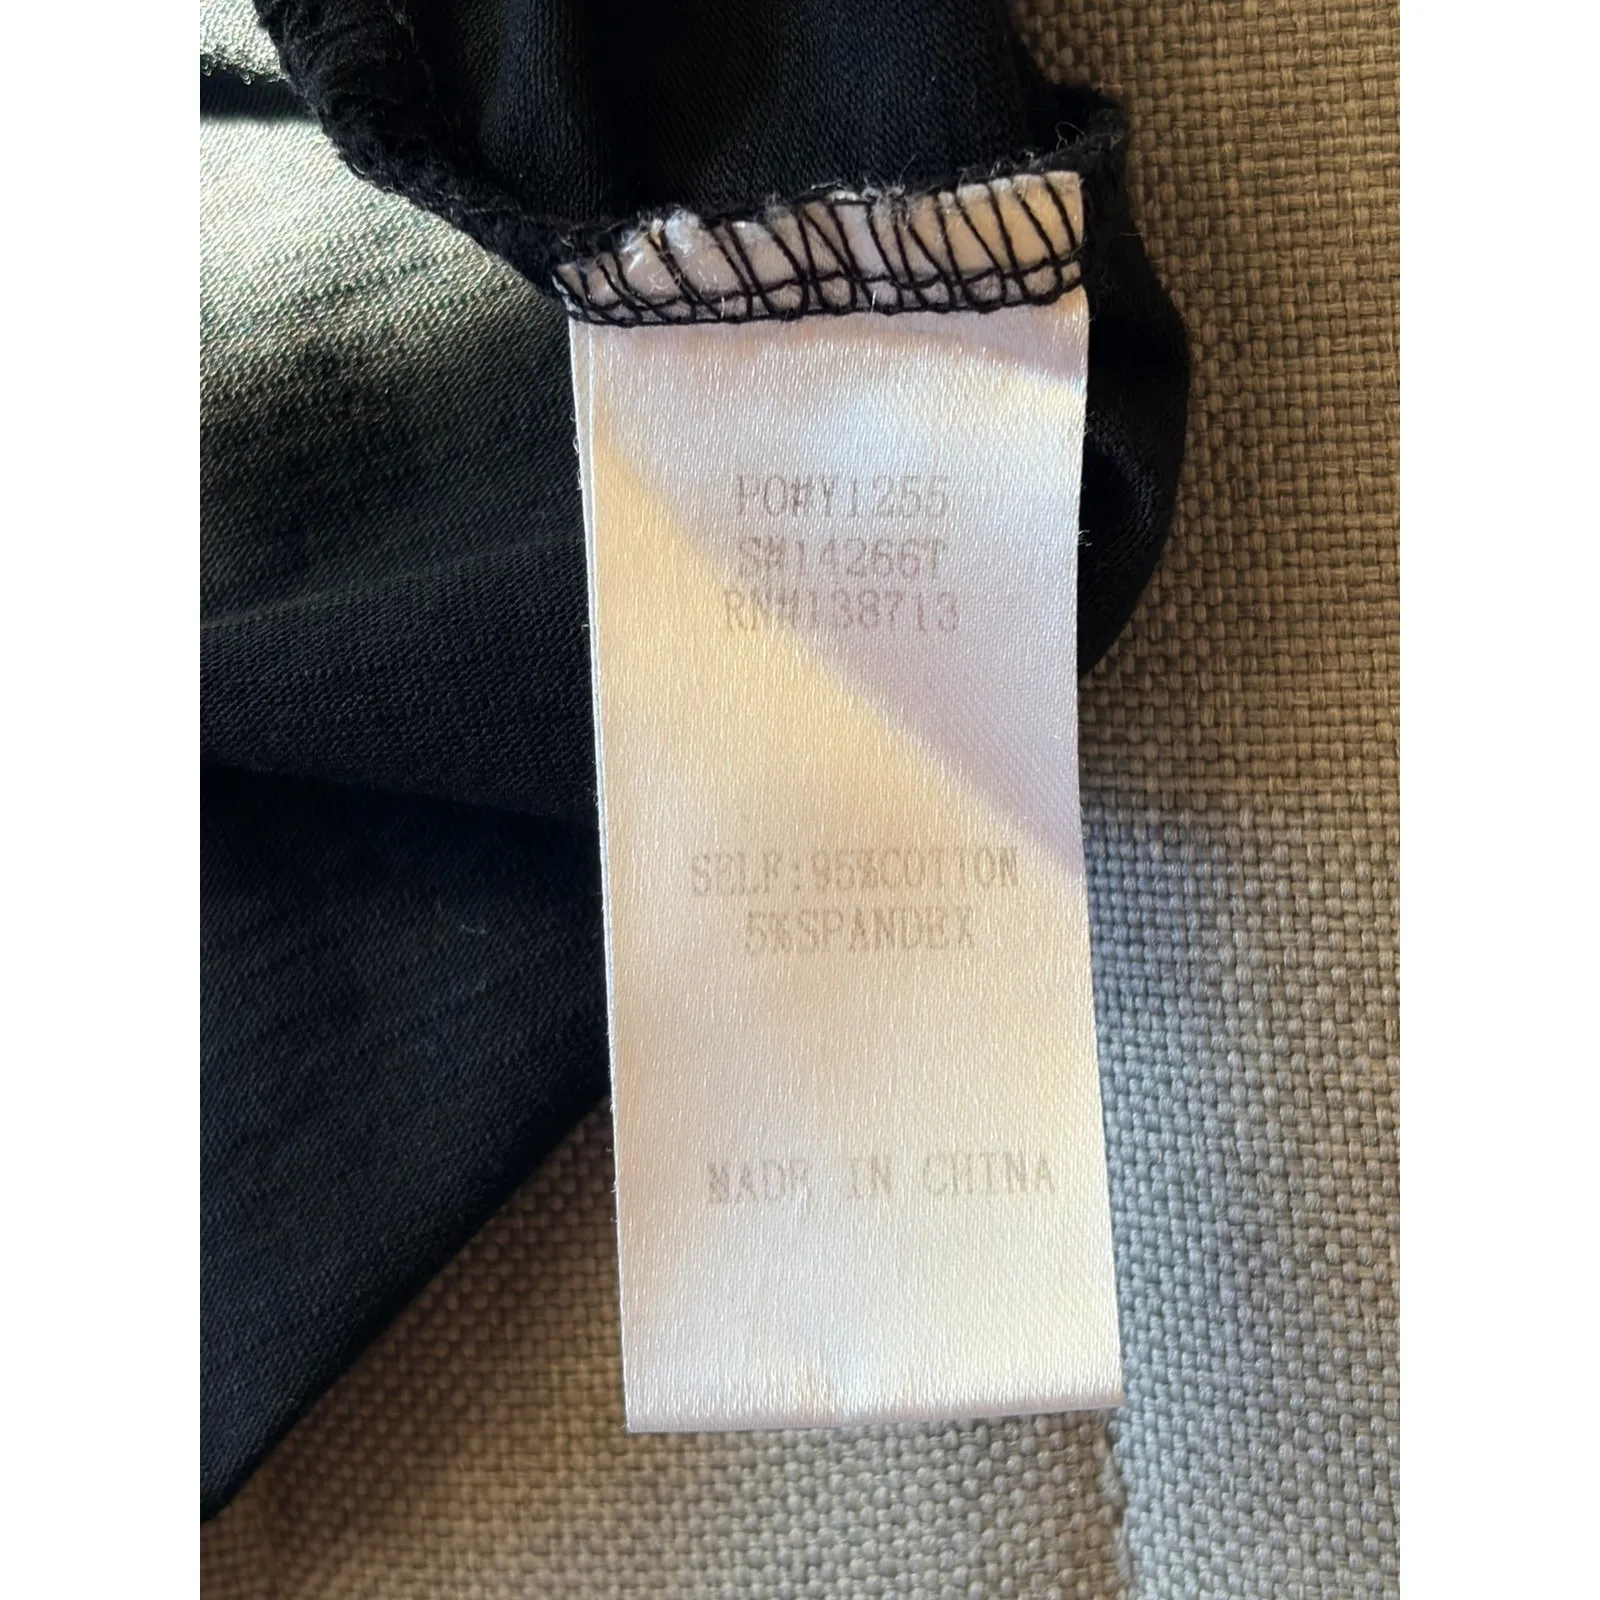 PO#Y1255
S#14266T
RN#138713
SELF:95%COTTON
5%SPANDEX
MADE IN CHINA